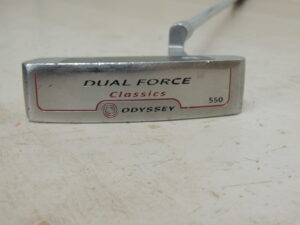 DUAL FORCE
Classics
ODYSSEY
550